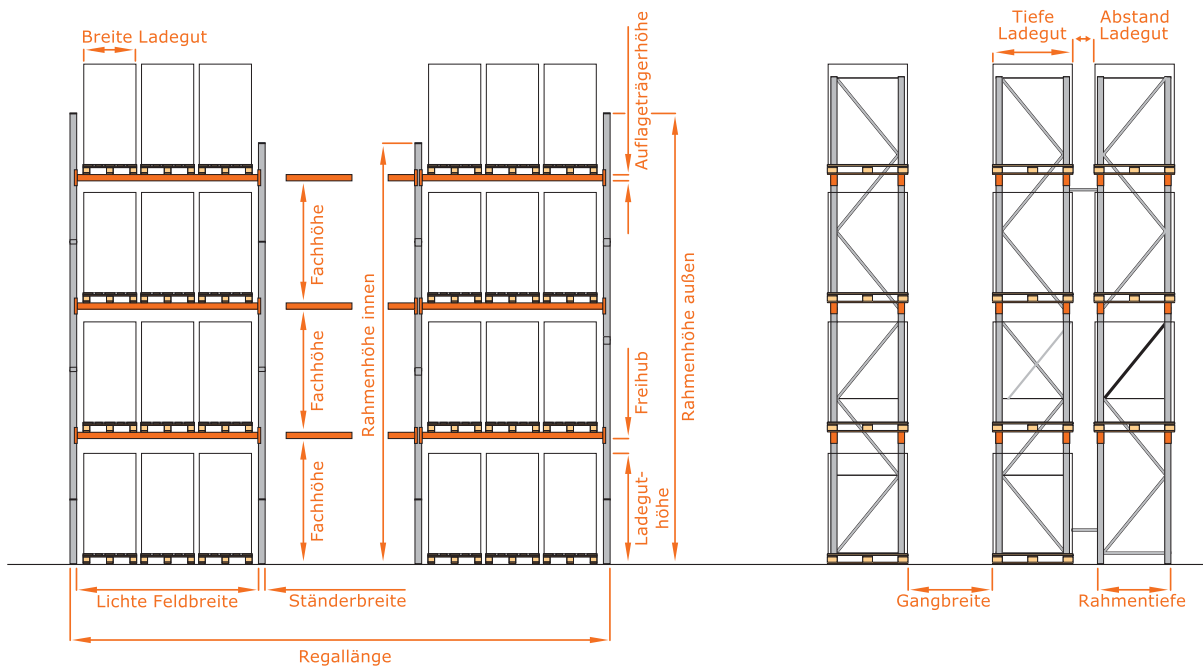 Breite Ladegut
Auflageträgerhöhe
Tiefe
Ladegut
Abstand
Ladegut
Fachhöhe
Fachhöhe
Fachhöhe
Rahmenhöhe innen
Freihub
Ladegut-
höhe
Rahmenhöhe außen
Lichte Feldbreite
Ständerbreite
Gangbreite
Rahmentiefe
Regallänge